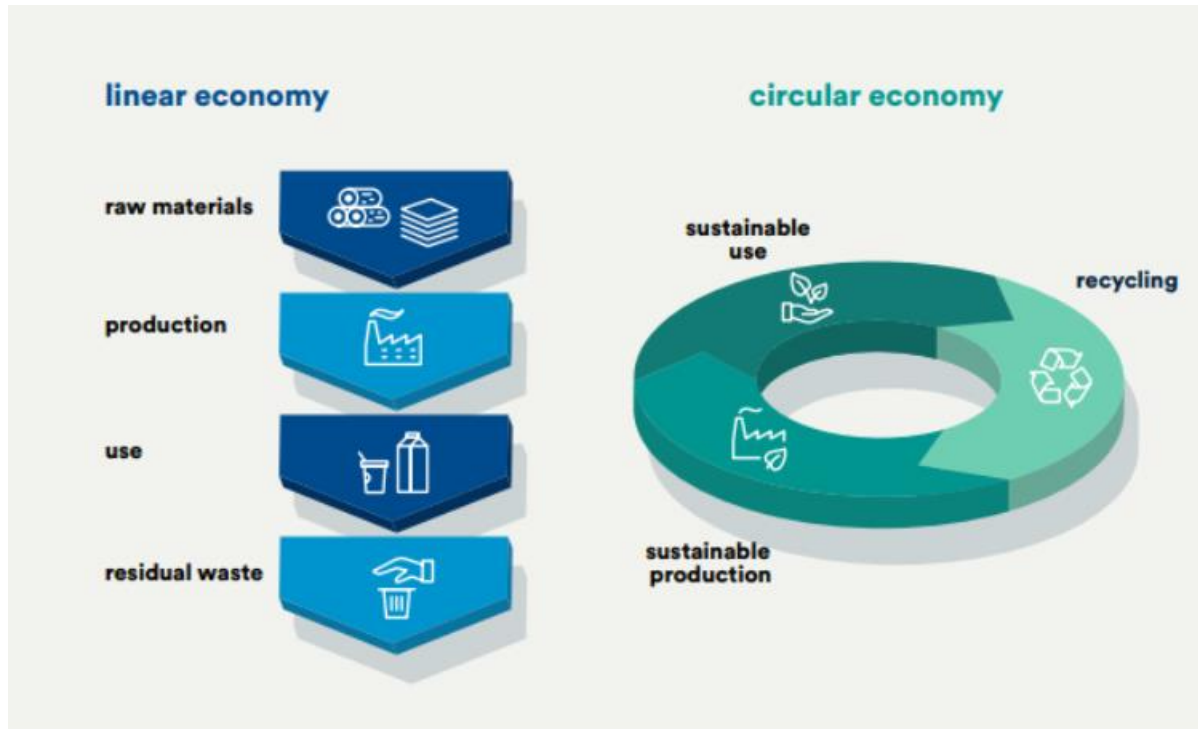 linear economy
circular economy
raw materials
production
use
residual waste
sustainable
use
recycling
sustainable
production